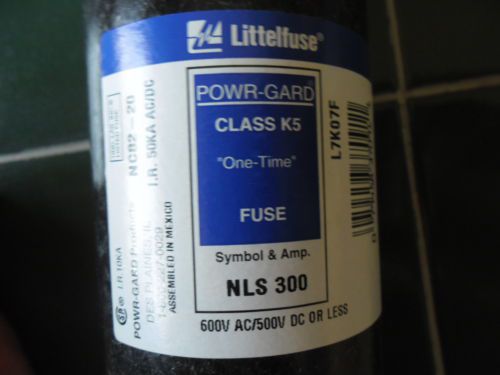 Littelfuse®
POWR-GARD
CLASS K5
"One-Time"
FUSE
Symbol & Amp.
NLS 300
600V AC/500V DC OR LESS
L7K07F
I.R. 50KA AC/DC
NCB2-20
ASSEMBLED IN MEXICO
DES PLAINES, IL
POWR-GARD Products
I.R. 10KA